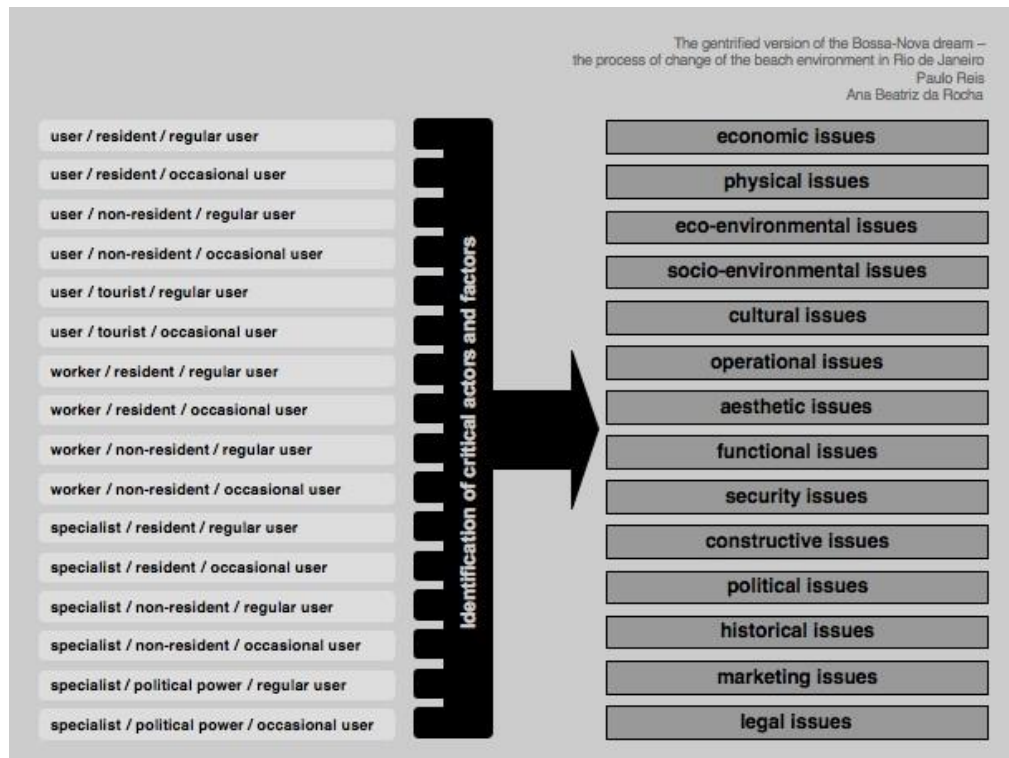 The gentrified version of the Bossa-Nova dream –
the process of change of the beach environment in Rio de Janeiro
Paulo Reis
Ana Beatriz da Rocha
user / resident / regular user
user / resident / occasional user
user / non-resident / regular user
user / non-resident / occasional user
user / tourist / regular user
user / tourist / occasional user
worker / resident / regular user
worker / resident / occasional user
worker / non-resident / regular user
worker / non-resident / occasional user
specialist / resident / regular user
specialist / resident / occasional user
specialist / non-resident / regular user
specialist / non-resident / occasional user
specialist / political power / regular user
specialist / political power / occasional user
Identification of critical actors and factors
economic issues
physical issues
eco-environmental issues
socio-environmental issues
cultural issues
operational issues
aesthetic issues
functional issues
security issues
constructive issues
political issues
historical issues
marketing issues
legal issues